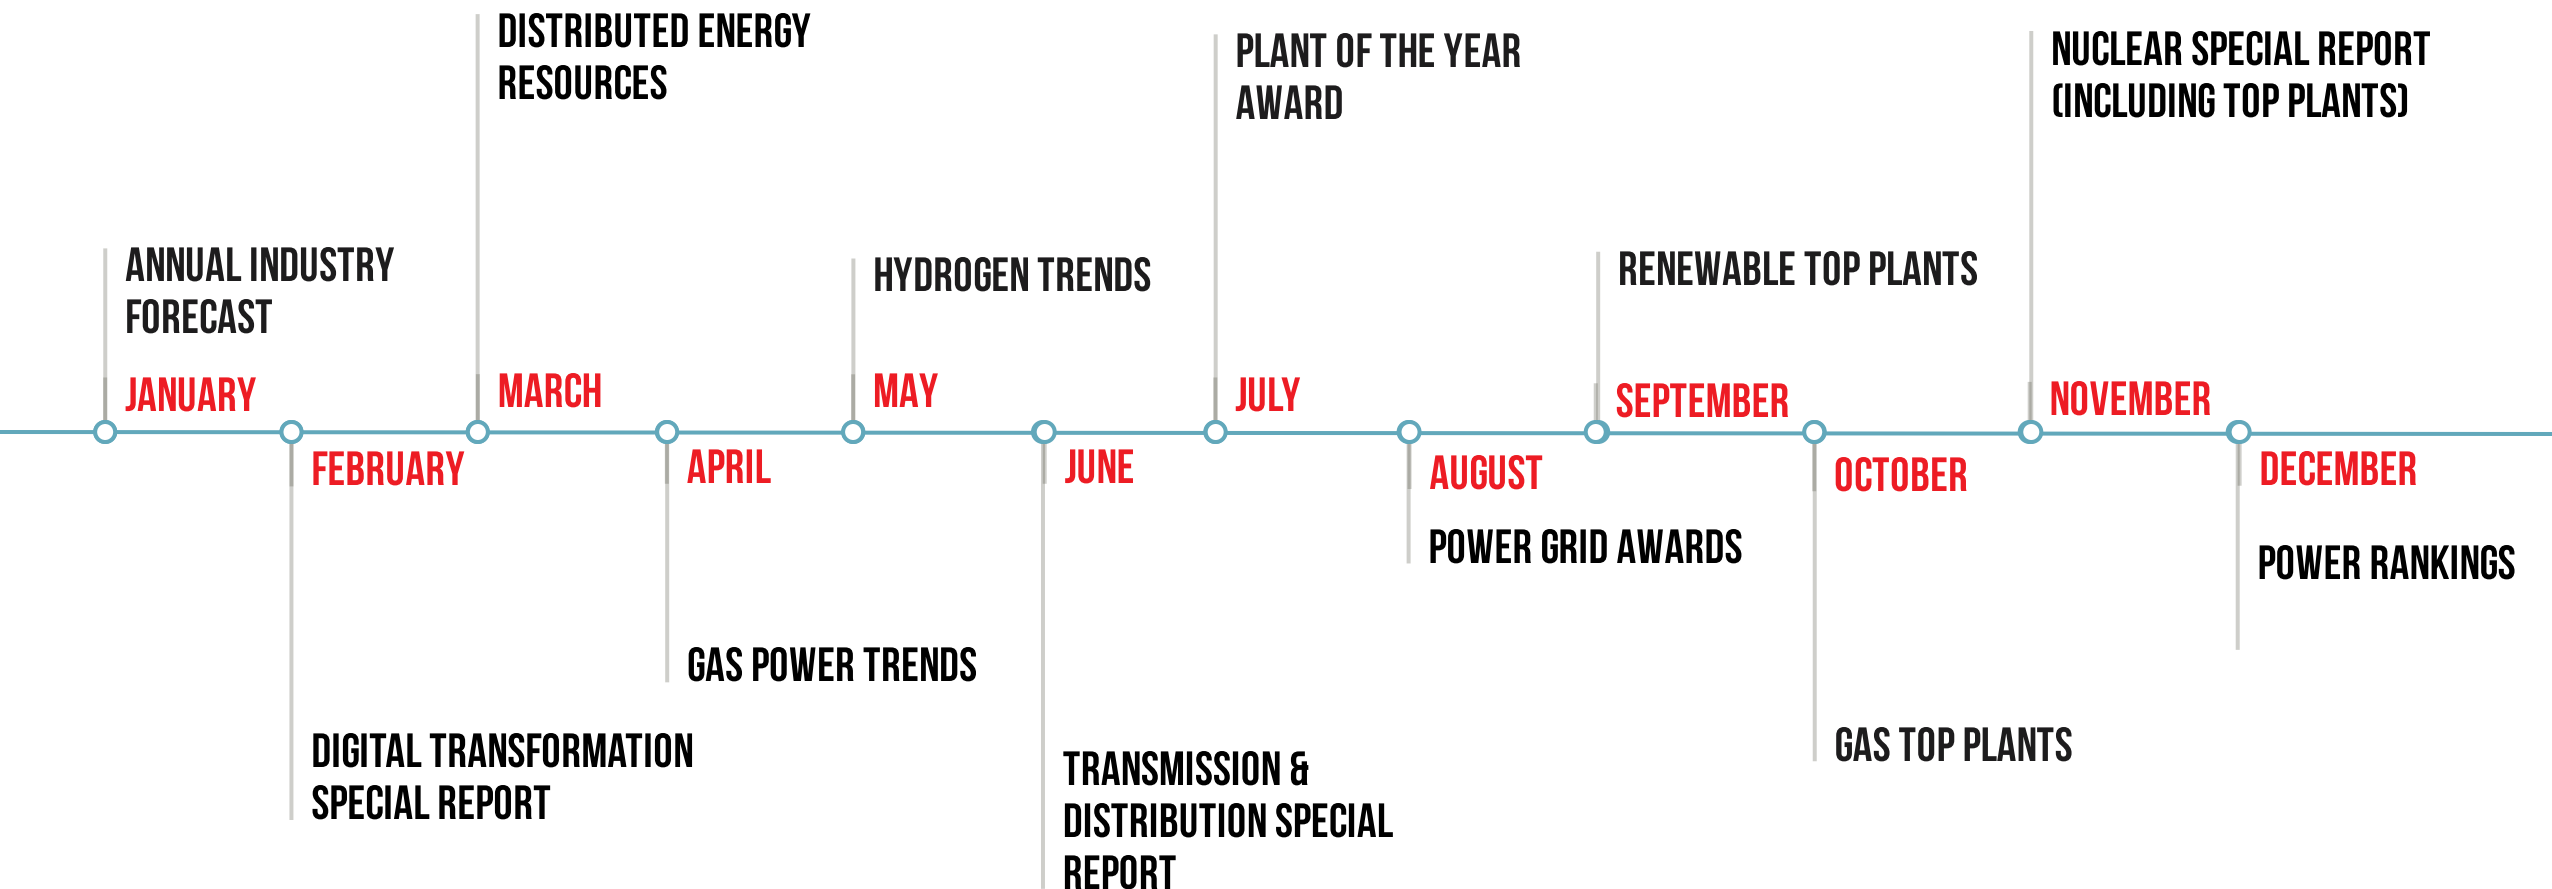 ANNUAL INDUSTRY
FORECAST
JANUARY
FEBRUARY
DIGITAL TRANSFORMATION
SPECIAL REPORT
DISTRIBUTED ENERGY
RESOURCES
MARCH
APRIL
GAS POWER TRENDS
HYDROGEN TRENDS
MAY
JUNE
TRANSMISSION &
DISTRIBUTION SPECIAL
REPORT
PLANT OF THE YEAR
AWARD
JULY
AUGUST
POWER GRID AWARDS
RENEWABLE TOP PLANTS
SEPTEMBER
OCTOBER
GAS TOP PLANTS
NUCLEAR SPECIAL REPORT
(INCLUDING TOP PLANTS)
NOVEMBER
DECEMBER
POWER RANKINGS